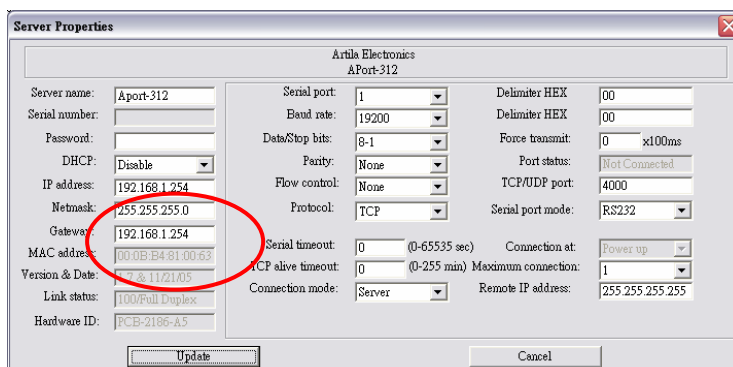 Server Properties
Artila Electronics
APort-312
Server name: Aport-312
Serial number:
Password:
DHCP: Disable
IP address: 192.168.1.254
Netmask: 255.255.255.0
Gateway: 192.168.1.254
MAC address: 00:0B:B4:81:00:63
Version & Date: 1.7 & 11/21/05
Link status: 100/Full Duplex
Hardware ID: PCB-2186-A5
Serial port: 1
Baud rate: 19200
Data/Stop bits: 8-1
Parity: None
Flow control: None
Protocol: TCP
Serial timeout: 0 (0-65535 sec)
TCP alive timeout: 0 (0-255 min)
Connection mode: Server
Delimiter HEX 00
Delimiter HEX 00
Force transmit: 0 x100ms
Port status: Not Connected
TCP/UDP port: 4000
Serial port mode: RS232
Connection at: Power up
Maximum connection: 1
Remote IP address: 255.255.255.255
Update
Cancel